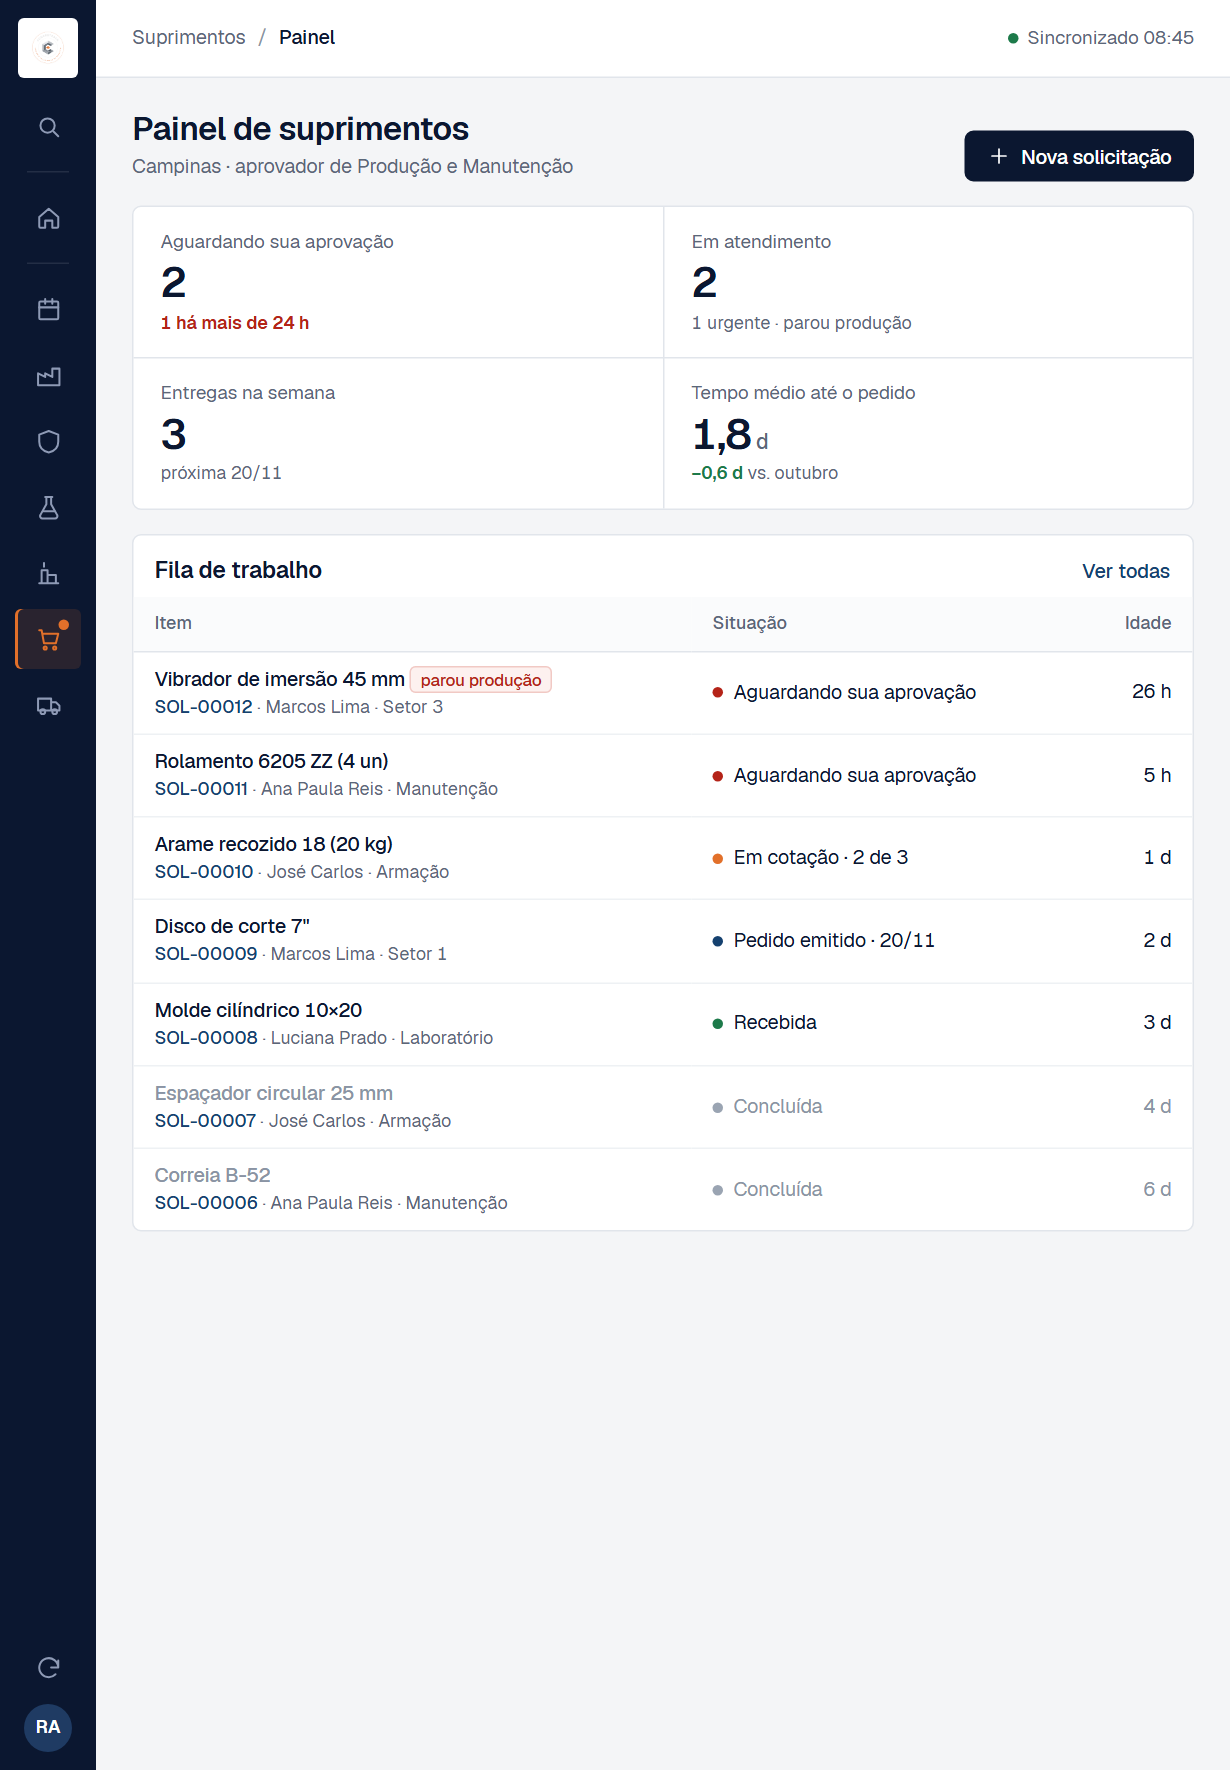 Suprimentos / Painel
Sincronizado 08:45
Painel de suprimentos
Campinas · aprovador de Produção e Manutenção
Nova solicitação
Aguardando sua aprovação
2
1 há mais de 24 h
Em atendimento
2
1 urgente · parou produção
Entregas na semana
3
próxima 20/11
Tempo médio até o pedido
1,8 d
−0,6 d vs. outubro
Fila de trabalho
Ver todas
Item Situação Idade
Vibrador de imersão 45 mm parou produção
SOL-00012 · Marcos Lima · Setor 3
Aguardando sua aprovação
26 h
Rolamento 6205 ZZ (4 un)
SOL-00011 · Ana Paula Reis · Manutenção
Aguardando sua aprovação
5 h
Arame recozido 18 (20 kg)
SOL-00010 · José Carlos · Armação
Em cotação · 2 de 3
1 d
Disco de corte 7"
SOL-00009 · Marcos Lima · Setor 1
Pedido emitido · 20/11
2 d
Molde cilíndrico 10×20
SOL-00008 · Luciana Prado · Laboratório
Recebida
3 d
Espaçador circular 25 mm
SOL-00007 · José Carlos · Armação
Concluída
4 d
Correia B-52
SOL-00006 · Ana Paula Reis · Manutenção
Concluída
6 d
RA